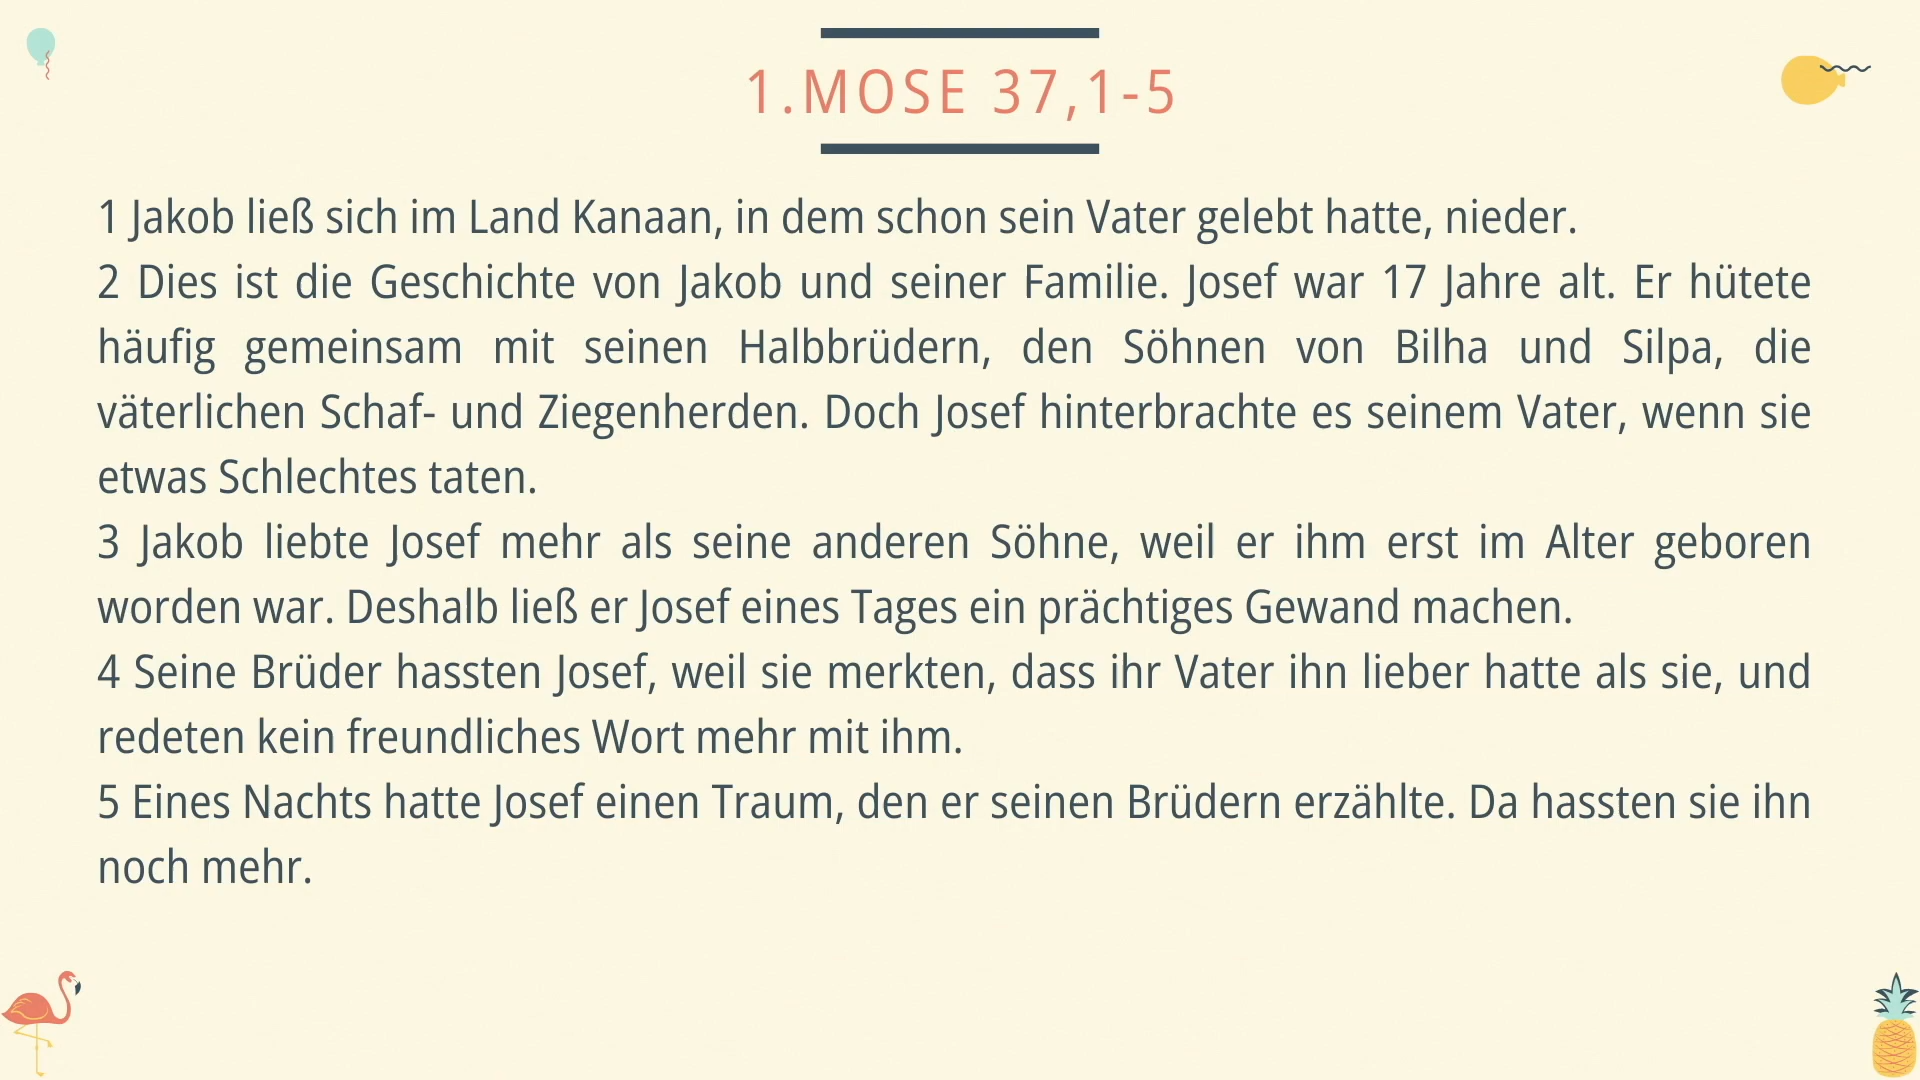 1.MOSE 37,1-5
1 Jakob ließ sich im Land Kanaan, in dem schon sein Vater gelebt hatte, nieder.
2 Dies ist die Geschichte von Jakob und seiner Familie. Josef war 17 Jahre alt. Er hütete
häufig gemeinsam mit seinen Halbbrüdern, den Söhnen von Bilha und Silpa, die
väterlichen Schaf- und Ziegenherden. Doch Josef hinterbrachte es seinem Vater, wenn sie
etwas Schlechtes taten.
3 Jakob liebte Josef mehr als seine anderen Söhne, weil er ihm erst im Alter geboren
worden war. Deshalb ließ er Josef eines Tages ein prächtiges Gewand machen.
4 Seine Brüder hassten Josef, weil sie merkten, dass ihr Vater ihn lieber hatte als sie, und
redeten kein freundliches Wort mehr mit ihm.
5 Eines Nachts hatte Josef einen Traum, den er seinen Brüdern erzählte. Da hassten sie ihn
noch mehr.